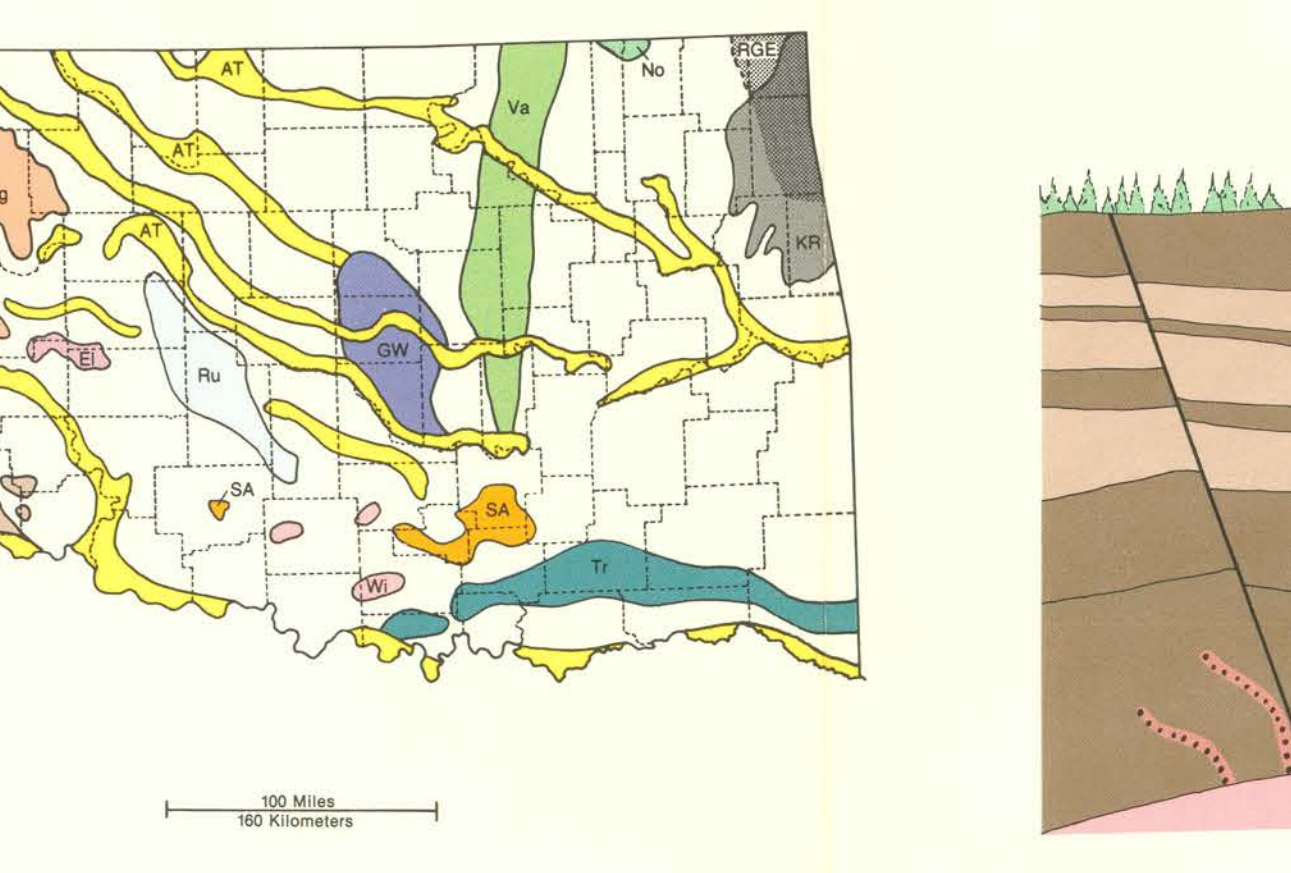 AT
No
RGE
Va
AT
g
AT
KR
El
Ru
GW
SA
SA
Wi
Tr
100 Miles
160 Kilometers